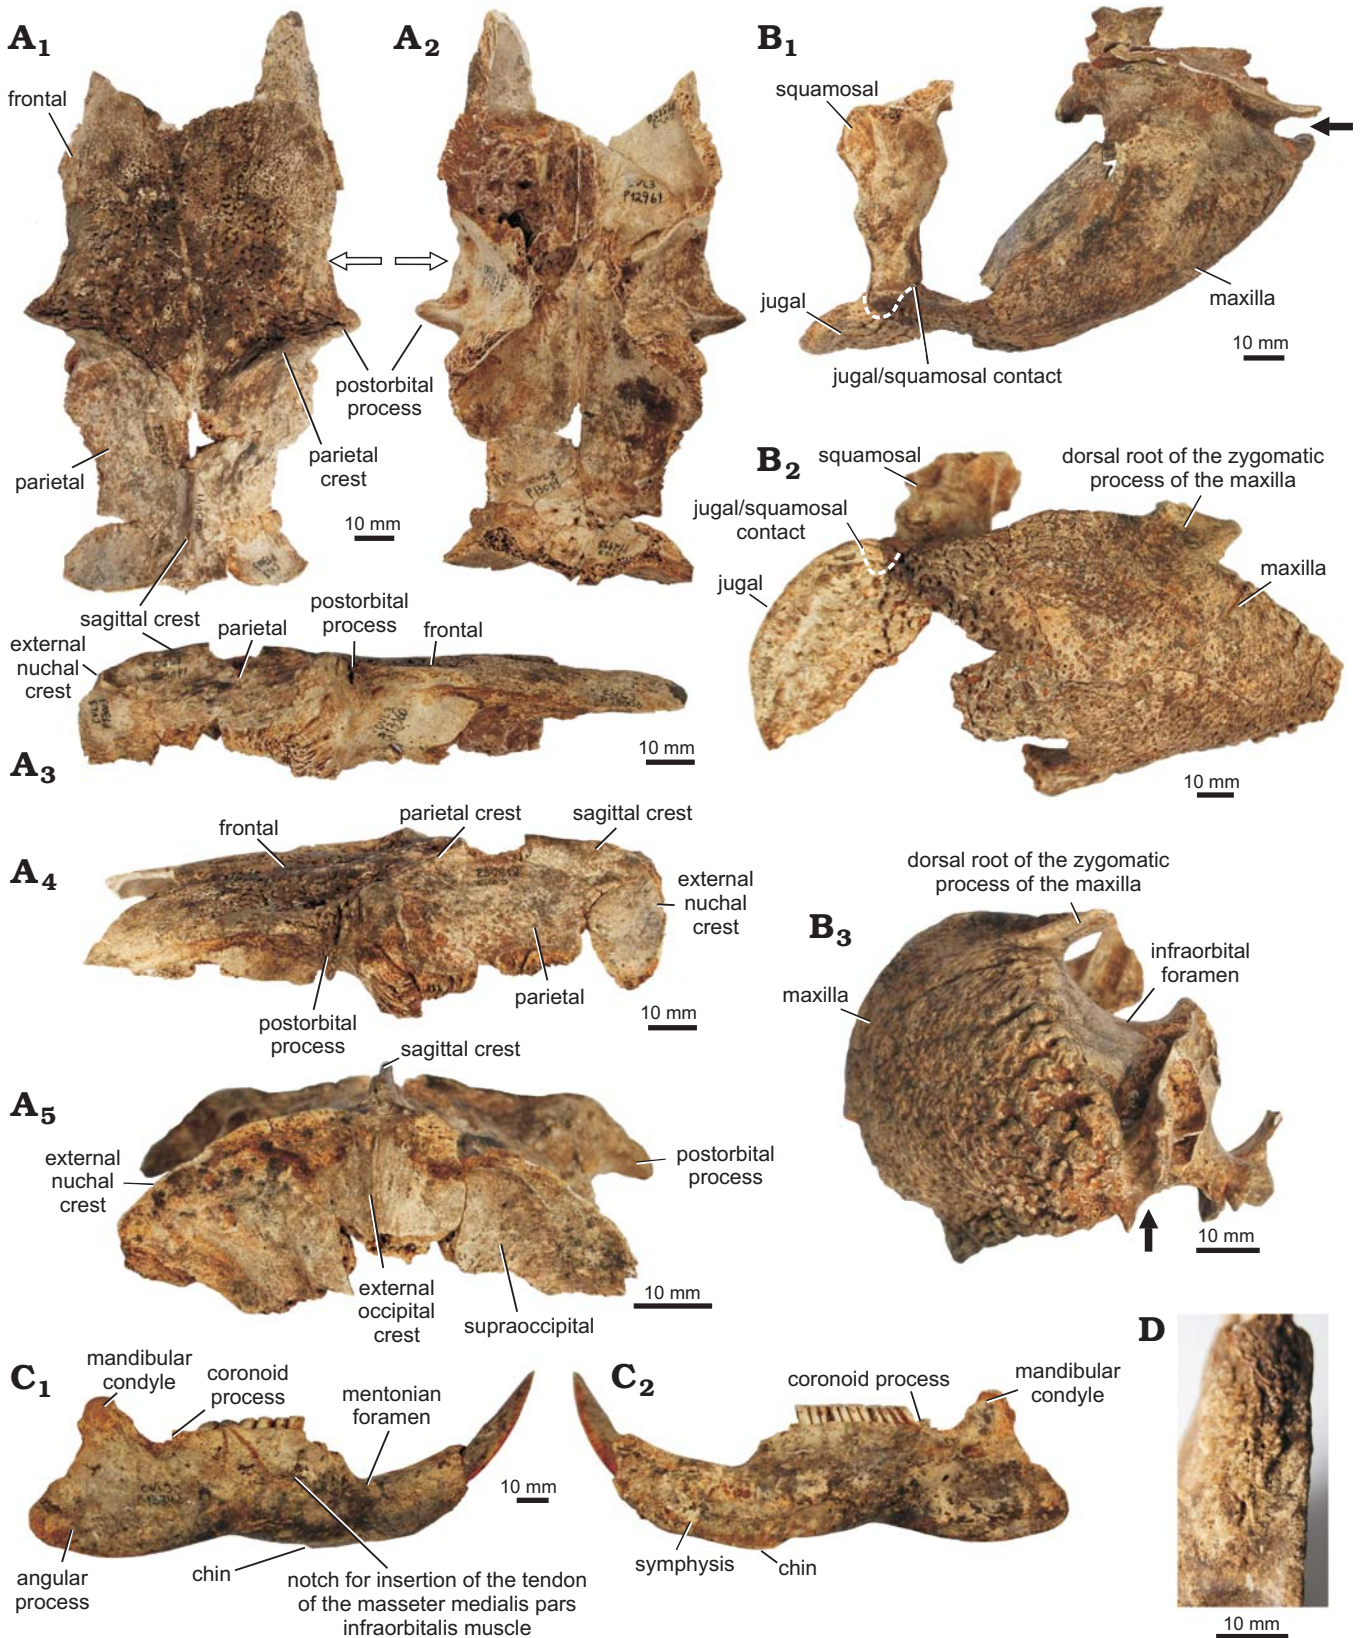 A1
A2
B1
frontal
squamosal
jugal
maxilla
10 mm
jugal/squamosal contact
postorbital
process
parietal
crest
parietal
10 mm
CVL3
P12961
B2
squamosal
dorsal root of the zygomatic
process of the maxilla
jugal/squamosal
contact
jugal
maxilla
10 mm
sagittal crest
external
nuchal
crest
parietal
postorbital
process
frontal
10 mm
A3
frontal
parietal crest
sagittal crest
A4
external
nuchal
crest
parietal
postorbital
process
10 mm
dorsal root of the zygomatic
process of the maxilla
B3
infraorbital
foramen
maxilla
10 mm
sagittal crest
A5
external
nuchal
crest
postorbital
process
external
occipital
crest
supraoccipital
10 mm
C1
mandibular
condyle
coronoid
process
mentonian
foramen
10 mm
angular
process
chin
notch for insertion of the tendon
of the masseter medialis pars
infraorbitalis muscle
C2
coronoid process
mandibular
condyle
symphysis
chin
D
10 mm